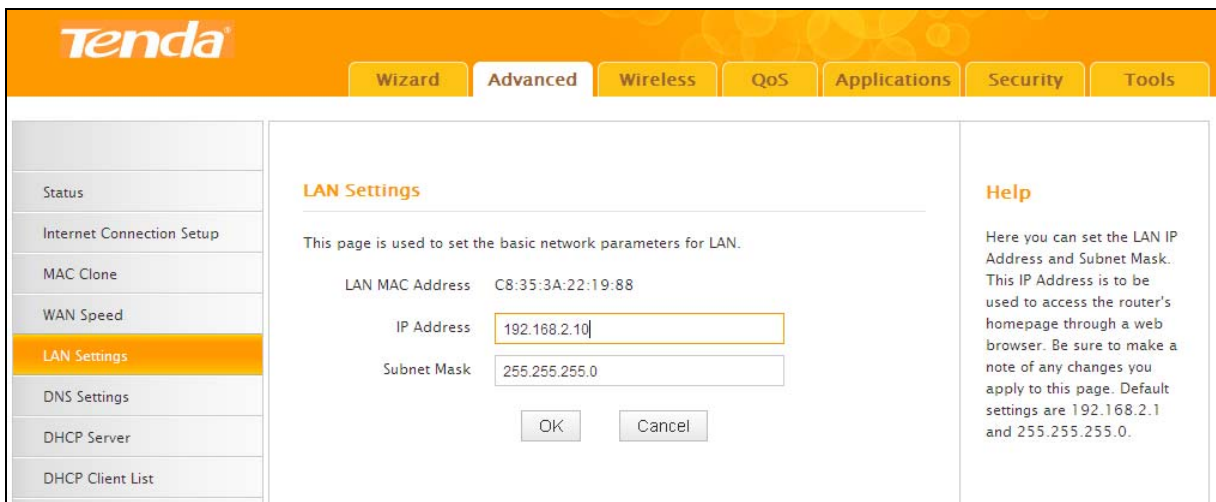 Tenda
Wizard
Advanced
Wireless
QoS
Applications
Security
Tools
Status
Internet Connection Setup
MAC Clone
WAN Speed
LAN Settings
DNS Settings
DHCP Server
DHCP Client List
LAN Settings
This page is used to set the basic network parameters for LAN.
LAN MAC Address C8:35:3A:22:19:88
IP Address 192.168.2.10
Subnet Mask 255.255.255.0
OK Cancel
Help
Here you can set the LAN IP
Address and Subnet Mask.
This IP Address is to be
used to access the router's
homepage through a web
browser. Be sure to make a
note of any changes you
apply to this page. Default
settings are 192.168.2.1
and 255.255.255.0.